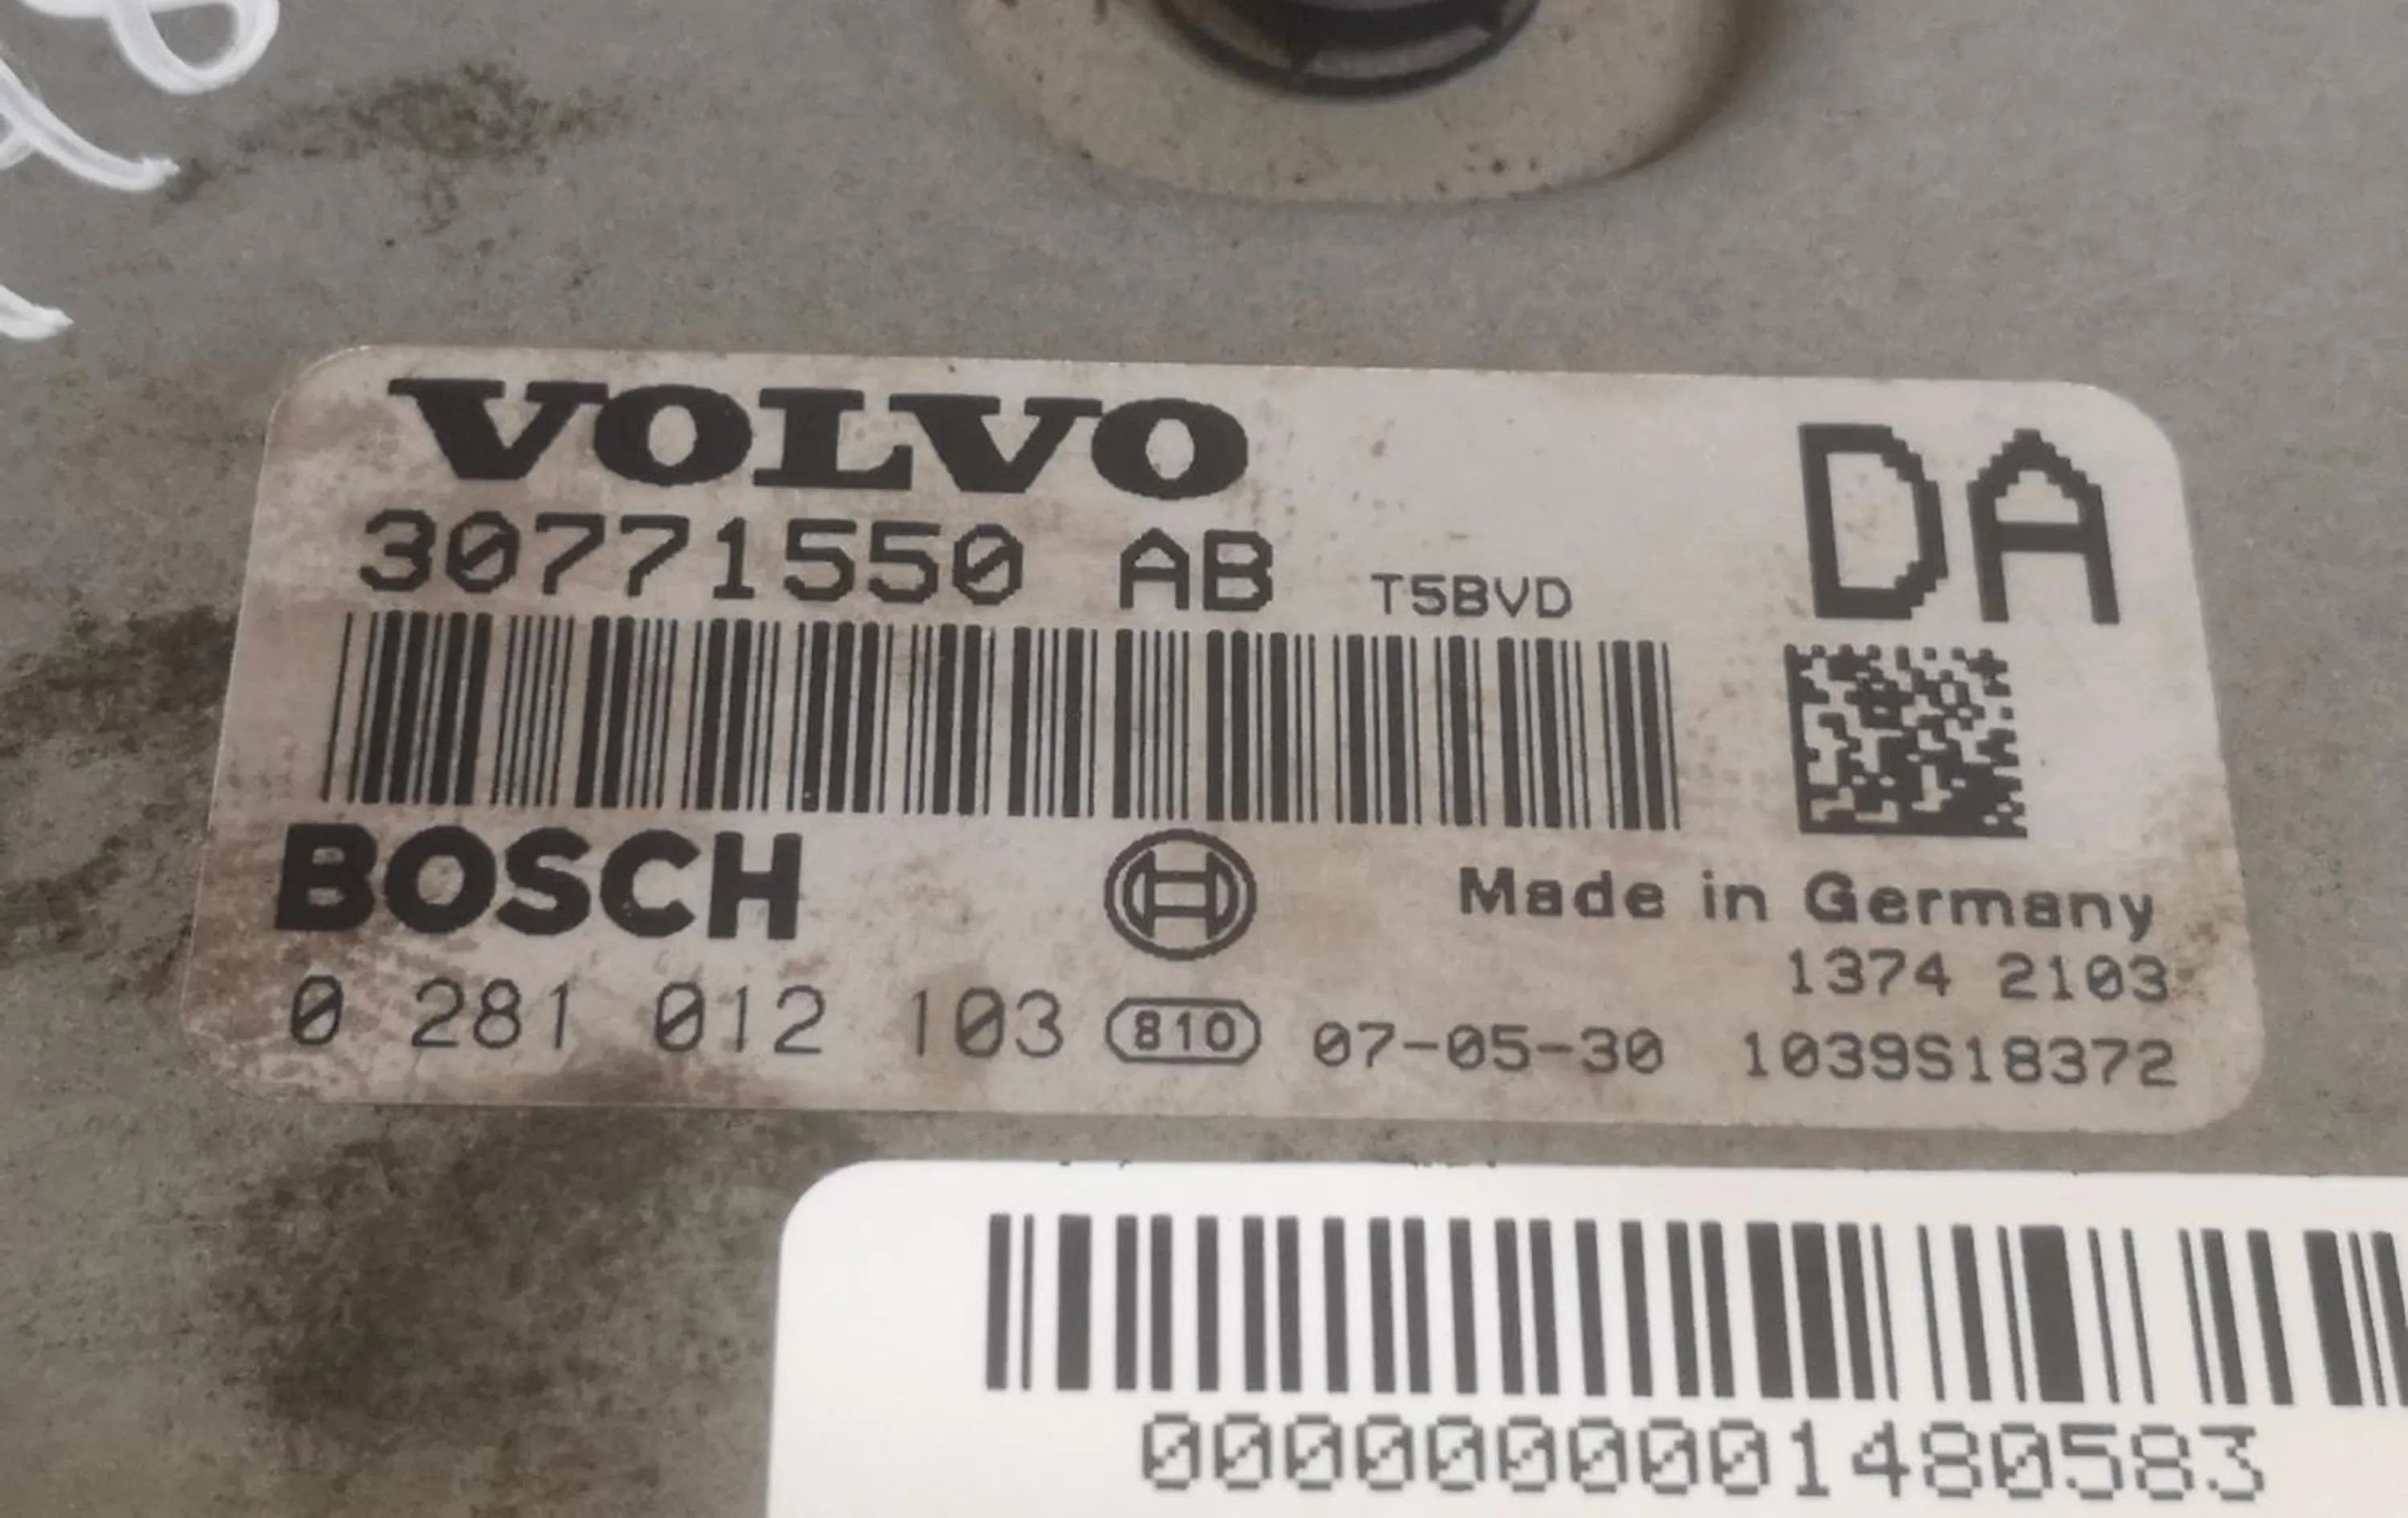 VOLVO
DA
30771550 AB T5BVD
BOSCH
Made in Germany
1374 2103
0 281 012 103 810 07-05-30 1039S18372
0000000001480583